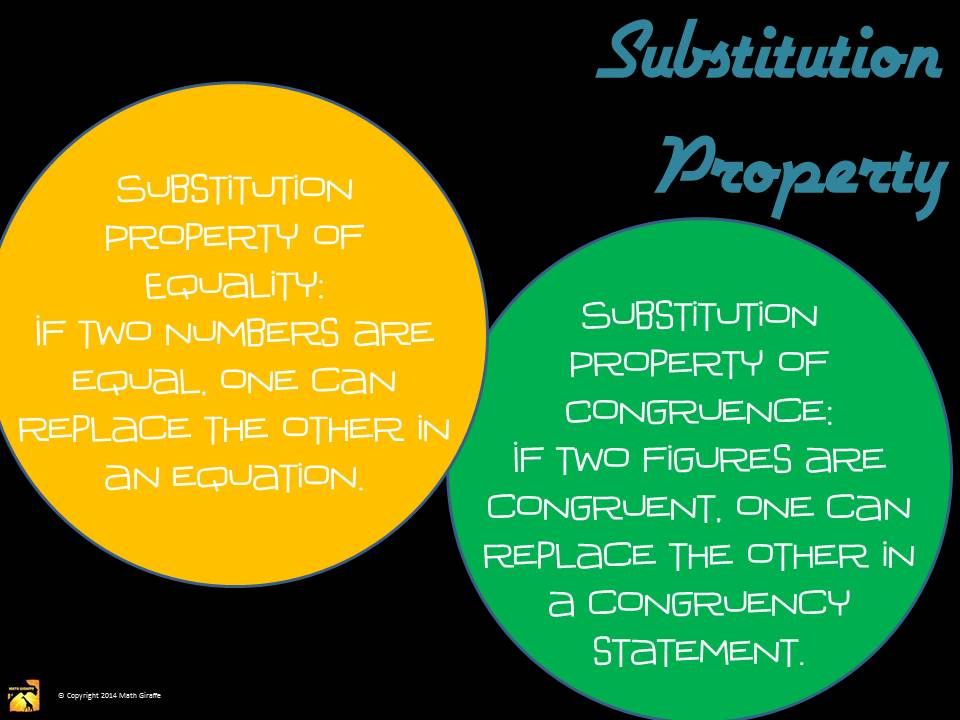 Substitution
Property
Substitution
Property of
Equality:
If two numbers are
equal, one can
replace the other in
an equation.
Substitution
Property of
Congruence:
If two figures are
congruent, one can
replace the other in
a congruency
statement.
MATH GIRAFFE
© Copyright 2014 Math Giraffe